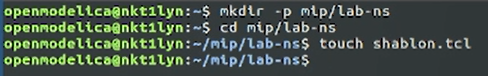 openmodelica@nkt1lyn:~$ mkdir -p mip/lab-ns
openmodelica@nkt1lyn:~$ cd mip/lab-ns
openmodelica@nkt1lyn:~/mip/lab-ns$ touch shablon.tcl
openmodelica@nkt1lyn:~/mip/lab-ns$